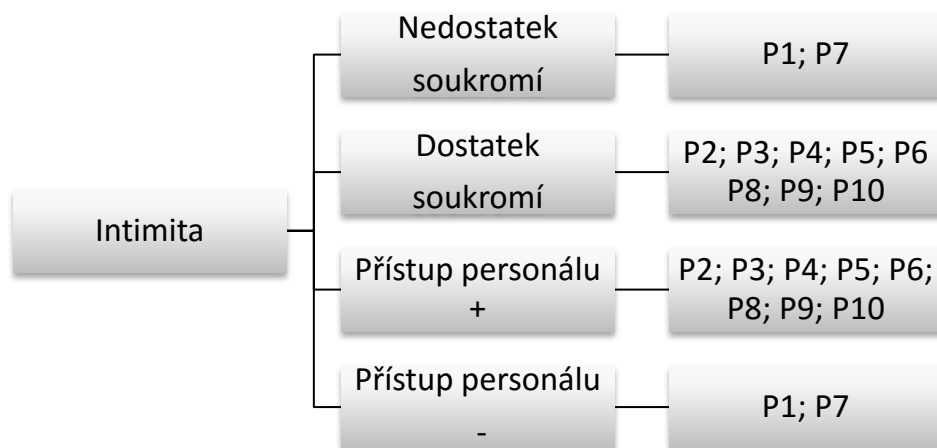 Nedostatek
soukromí
P1; P7
Dostatek
soukromí
P2; P3; P4; P5; P6
P8; P9; P10
Intimita
Přístup personálu
+
P2; P3; P4; P5; P6;
P8; P9; P10
Přístup personálu
-
P1; P7